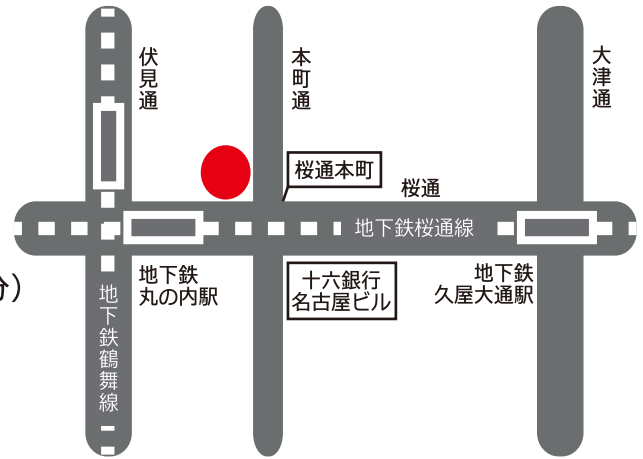 伏見通
本町通
大津通
桜通本町
桜通
地下鉄桜通線
地下鉄
丸の内駅
十六銀行
名古屋ビル
地下鉄
久屋大通駅
分）
地下鉄鶴舞線